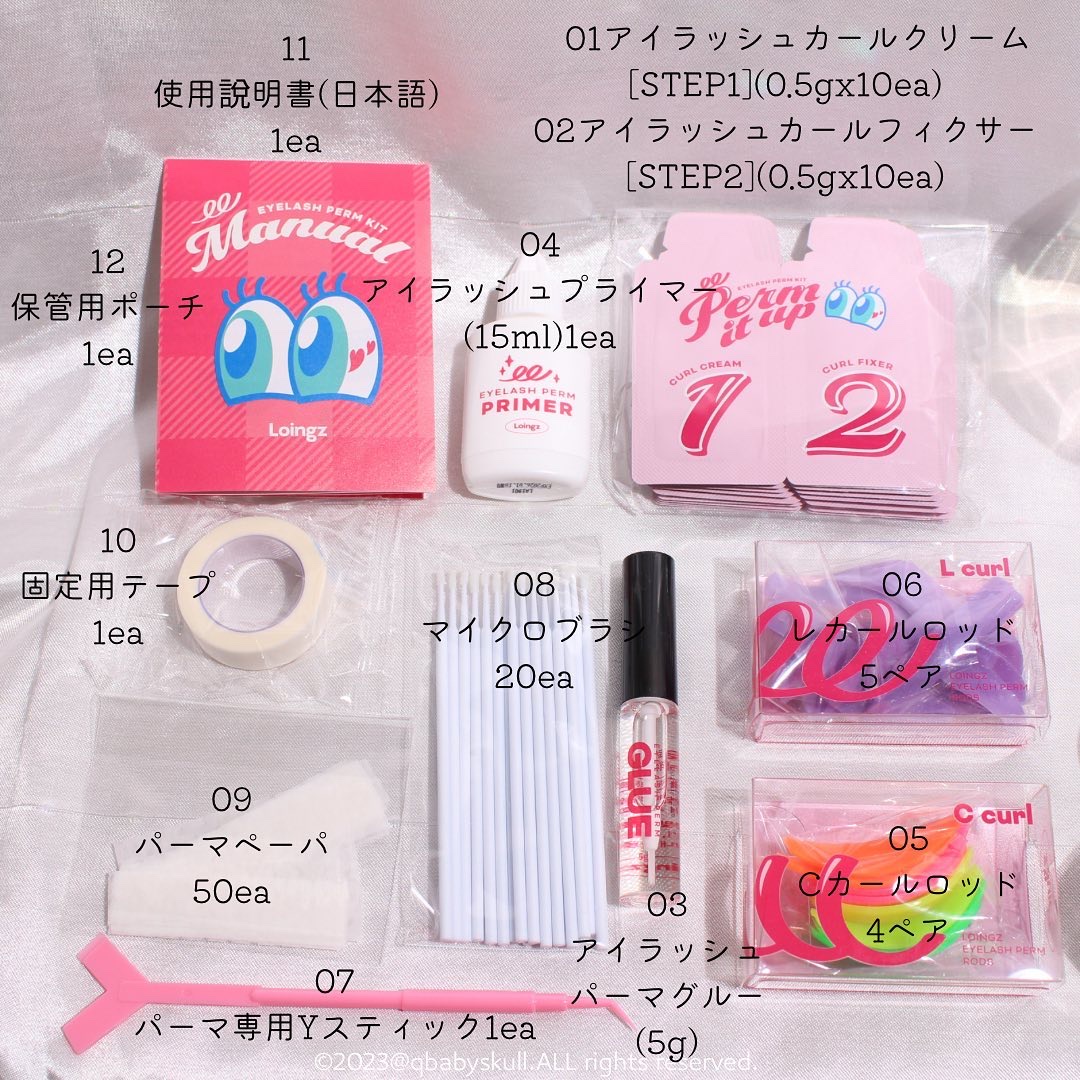 11
使用說明書(日本語)
1ea
01アイラッシュカールクリーム
[STEP1](0.5gx10ea)
02アイラッシュカールフィクサー
[STEP2](0.5gx10ea)
EYELASH PERM KIT
Manual
Loingz
12
保管用ポーチ
1ea
04
アイラッシュプライマー
(15ml)1ea
EYELASH PERM
PRIMER
Loingz
EYELASH PERM KIT
Perm
it up
CURL CREAM
1
CURL FIXER
2
10
固定用テープ
1ea
08
マイクロブラシ
20ea
GLUE
L curl
06
レカールロッド
5ペア
LOINGZ
EYELASH PERM
RODS
09
パーマペーパ
50ea
C curl
05
Cカールロッド
4ペア
LOINGZ
EYELASH PERM
RODS
03
アイラッシュ
パーマグルー
(5g)
07
パーマ専用Yスティック1ea
©2023@qbabyskull.ALL rights reserved.